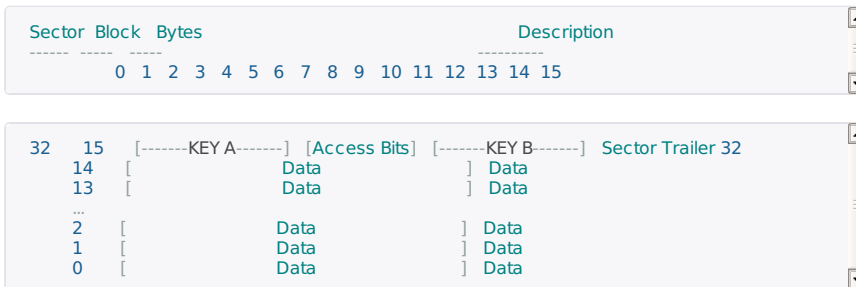 Sector Block Bytes Description
------ ----- ----- ----------
0 1 2 3 4 5 6 7 8 9 10 11 12 13 14 15
32 15 [-------KEY A-------] [Access Bits] [-------KEY B-------] Sector Trailer 32
14 [ Data ] Data
13 [ Data ] Data
...
2 [ Data ] Data
1 [ Data ] Data
0 [ Data ] Data